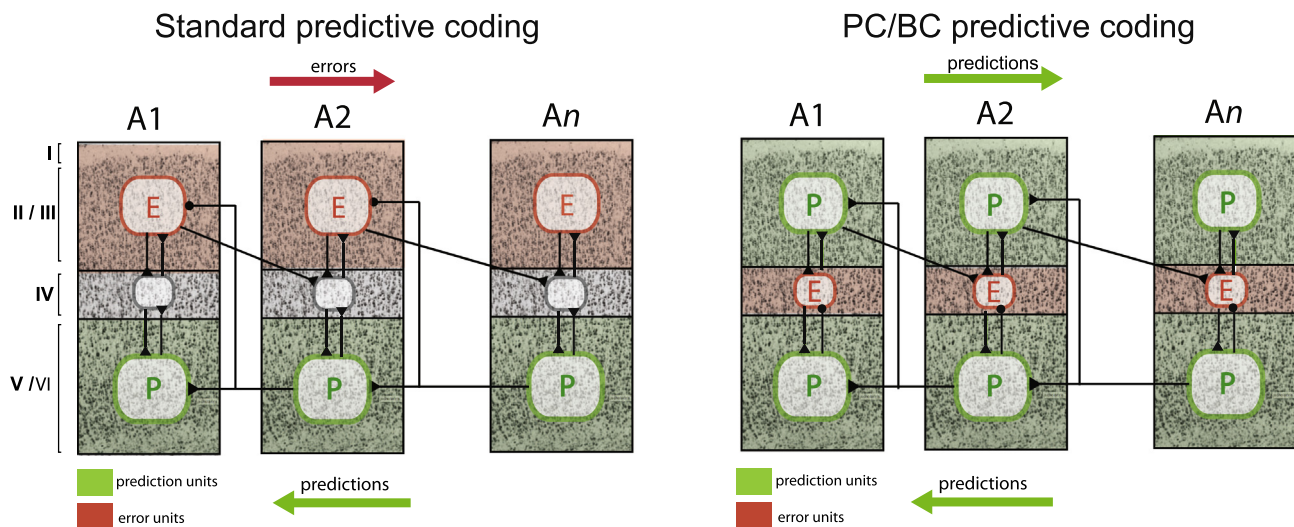 Standard predictive coding
errors
A1
A2
An
I
II / III
IV
V /VI
E
E
E
P
P
P
prediction units
error units
predictions
PC/BC predictive coding
predictions
A1
A2
An
P
P
P
E
E
E
P
P
P
prediction units
error units
predictions